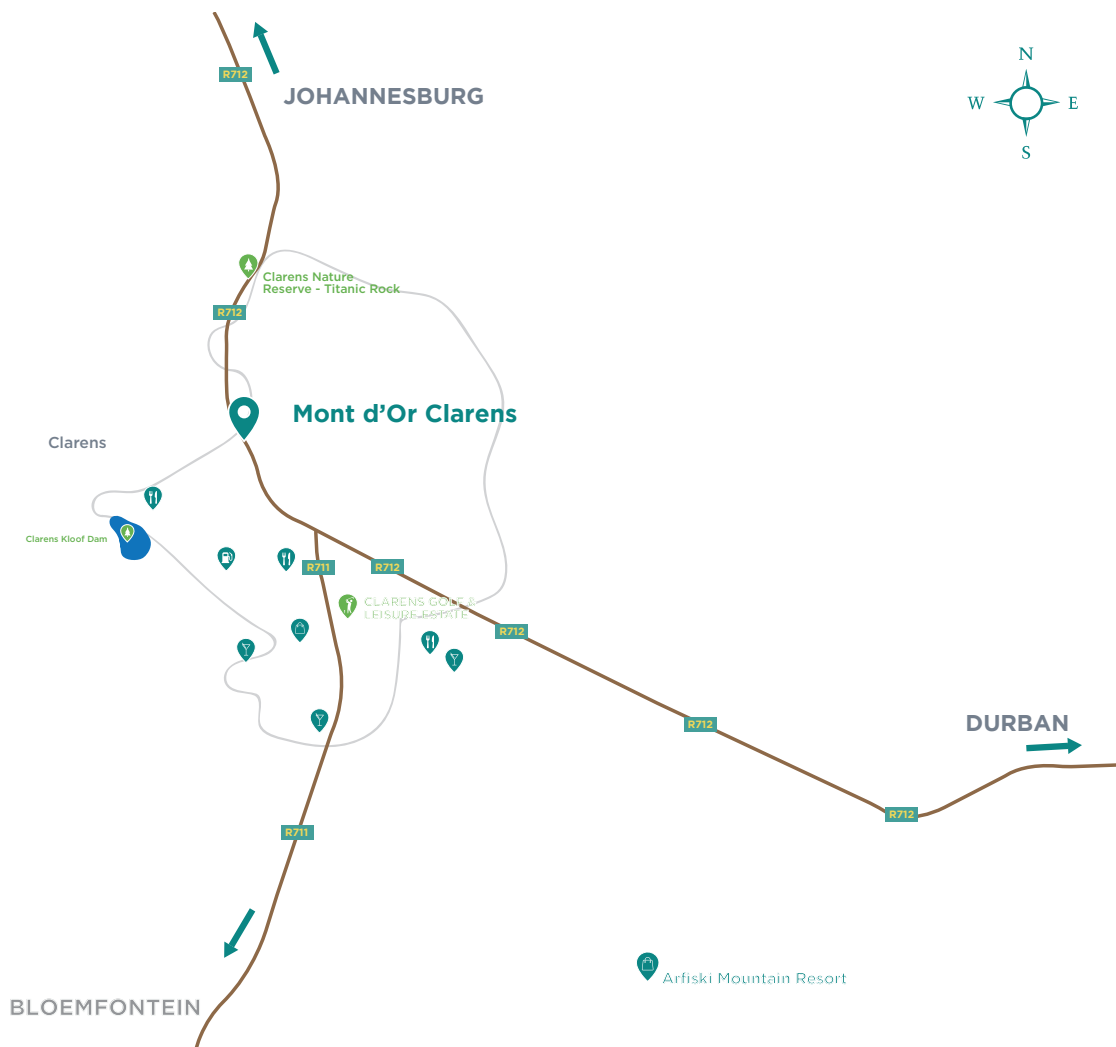 R712
JOHANNESBURG
N
W E
S
Clarens Nature
Reserve - Titanic Rock
R712
Mont d'Or Clarens
Clarens
Clarens Kloof Dam
R711
R712
CLARENS GOLF &
LEISURE ESTATE
R712
R712
DURBAN
R712
R711
Arfiski Mountain Resort
BLOEMFONTEIN